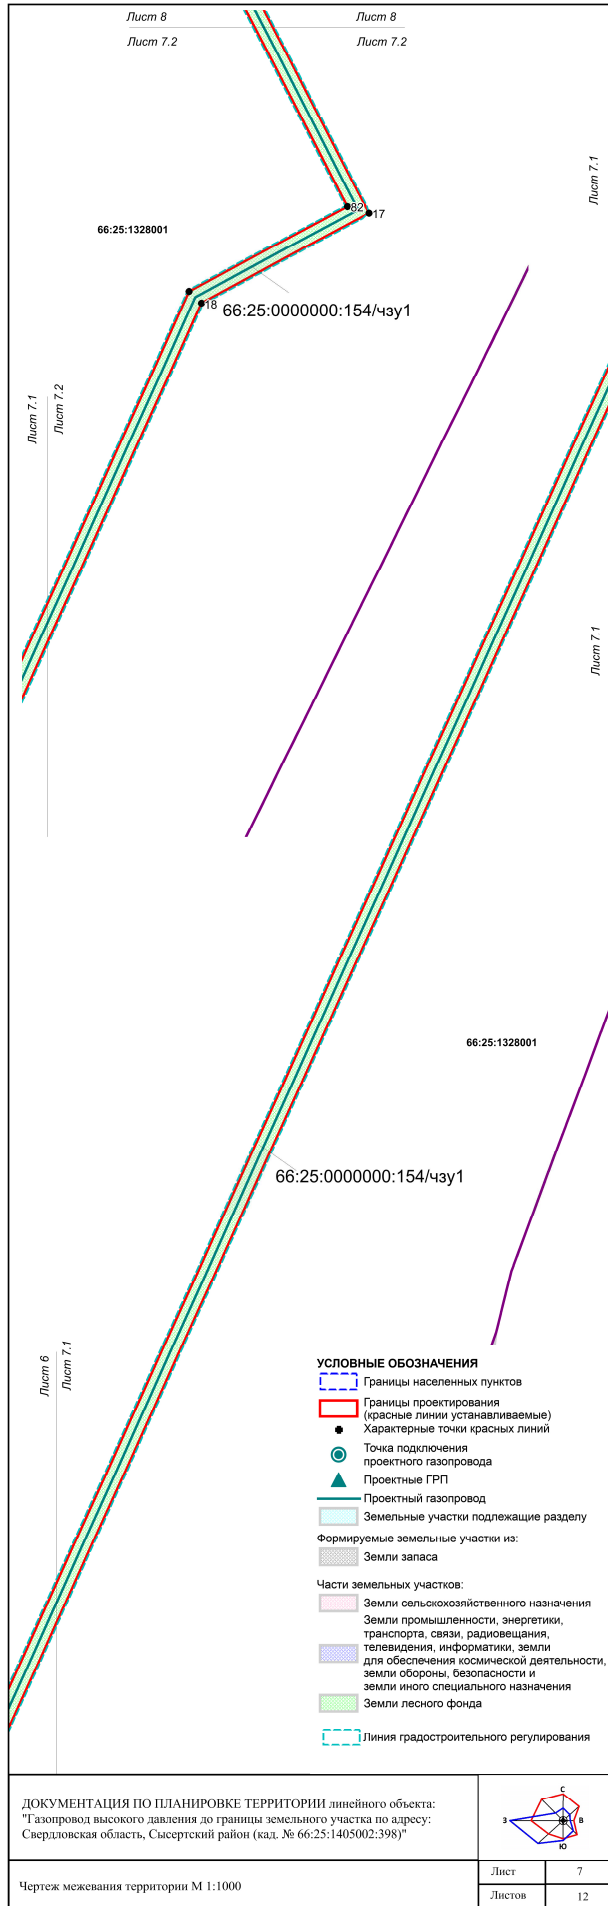 Лист 8
Лист 8
Лист 7.2
Лист 7.2
Лист 7.1
82
17
66:25:1328001
18
66:25:0000000:154/чзу1
Лист 7.1
Лист 7.2
Лист 7.1
66:25:1328001
66:25:0000000:154/чзу1
Лист 6
Лист 7.1
УСЛОВНЫЕ ОБОЗНАЧЕНИЯ
Границы населенных пунктов
Границы проектирования
(красные линии устанавливаемые)
Характерные точки красных линий
Точка подключения
проектного газопровода
Проектные ГРП
Проектный газопровод
Земельные участки подлежащие разделу
Формируемые земельные участки из:
Земли запаса
Части земельных участков:
Земли сельскохозяйственного назначения
Земли промышленности, энергетики,
транспорта, связи, радиовещания,
телевидения, информатики, земли
для обеспечения космической деятельности,
земли обороны, безопасности и
земли иного специального назначения
Земли лесного фонда
Линия градостроительного регулирования
ДОКУМЕНТАЦИЯ ПО ПЛАНИРОВКЕ ТЕРРИТОРИИ линейного объекта:
"Газопровод высокого давления до границы земельного участка по адресу:
Свердловская область, Сысертский район (кад. № 66:25:1405002:398)"
С
З
В
Ю
Чертеж межевания территории М 1:1000
Лист 7
Листов 12